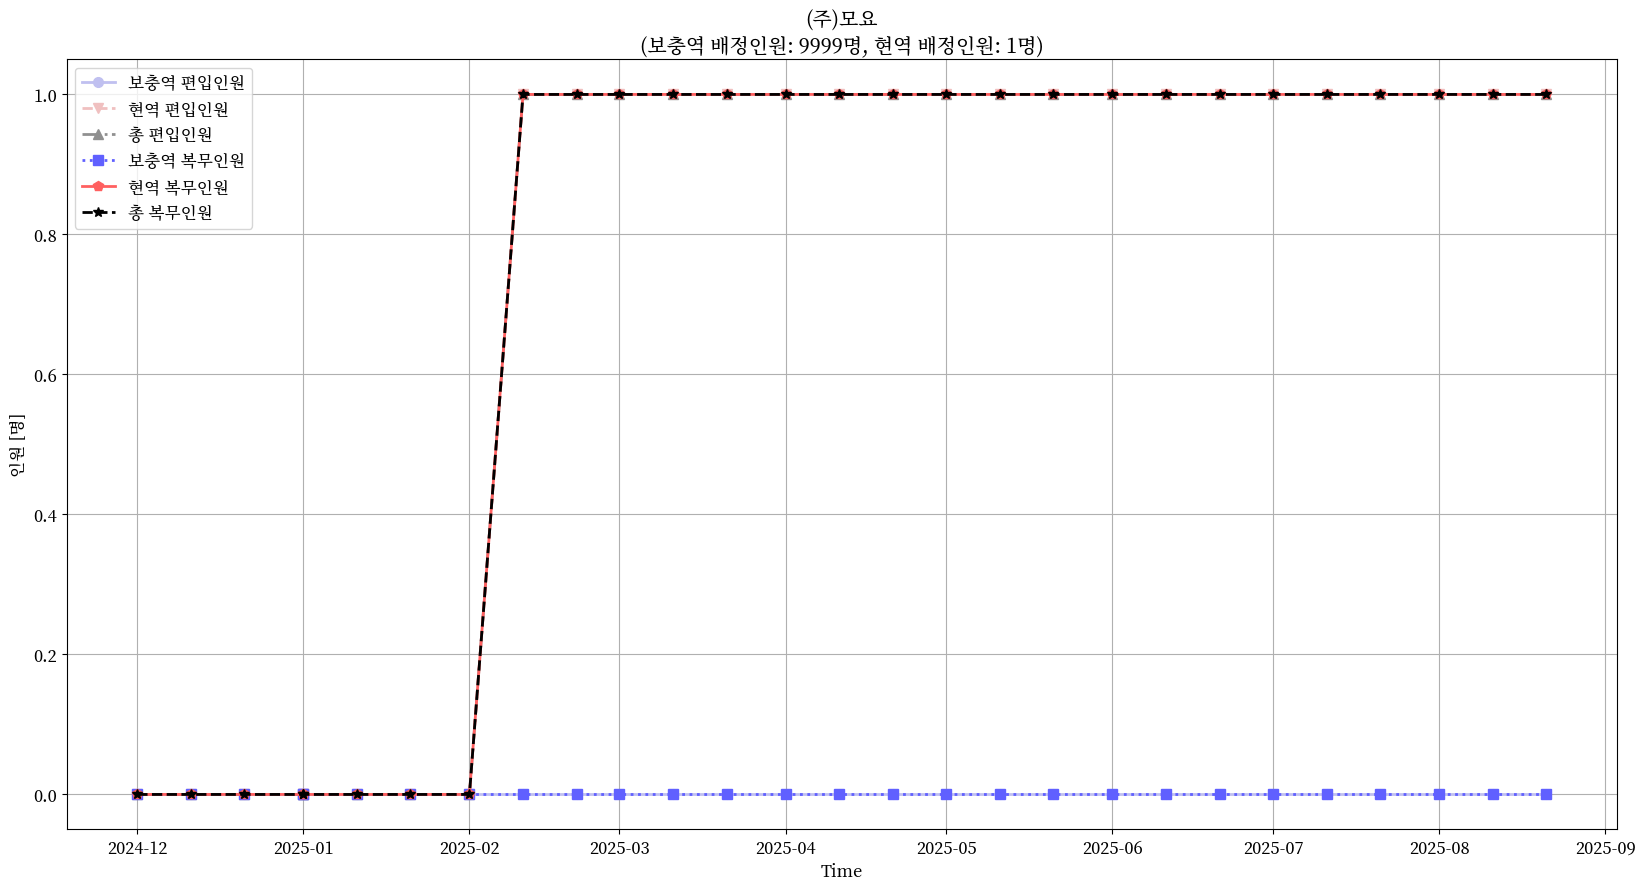 (주)모요
(보충역 배정인원: 9999명, 현역 배정인원: 1명)
보충역 편입인원
현역 편입인원
총 편입인원
보충역 복무인원
현역 복무인원
총 복무인원
인원 [명]
1.0
0.8
0.6
0.4
0.2
0.0
2024-12 2025-01 2025-02 2025-03 2025-04 2025-05 2025-06 2025-07 2025-08 2025-09
Time